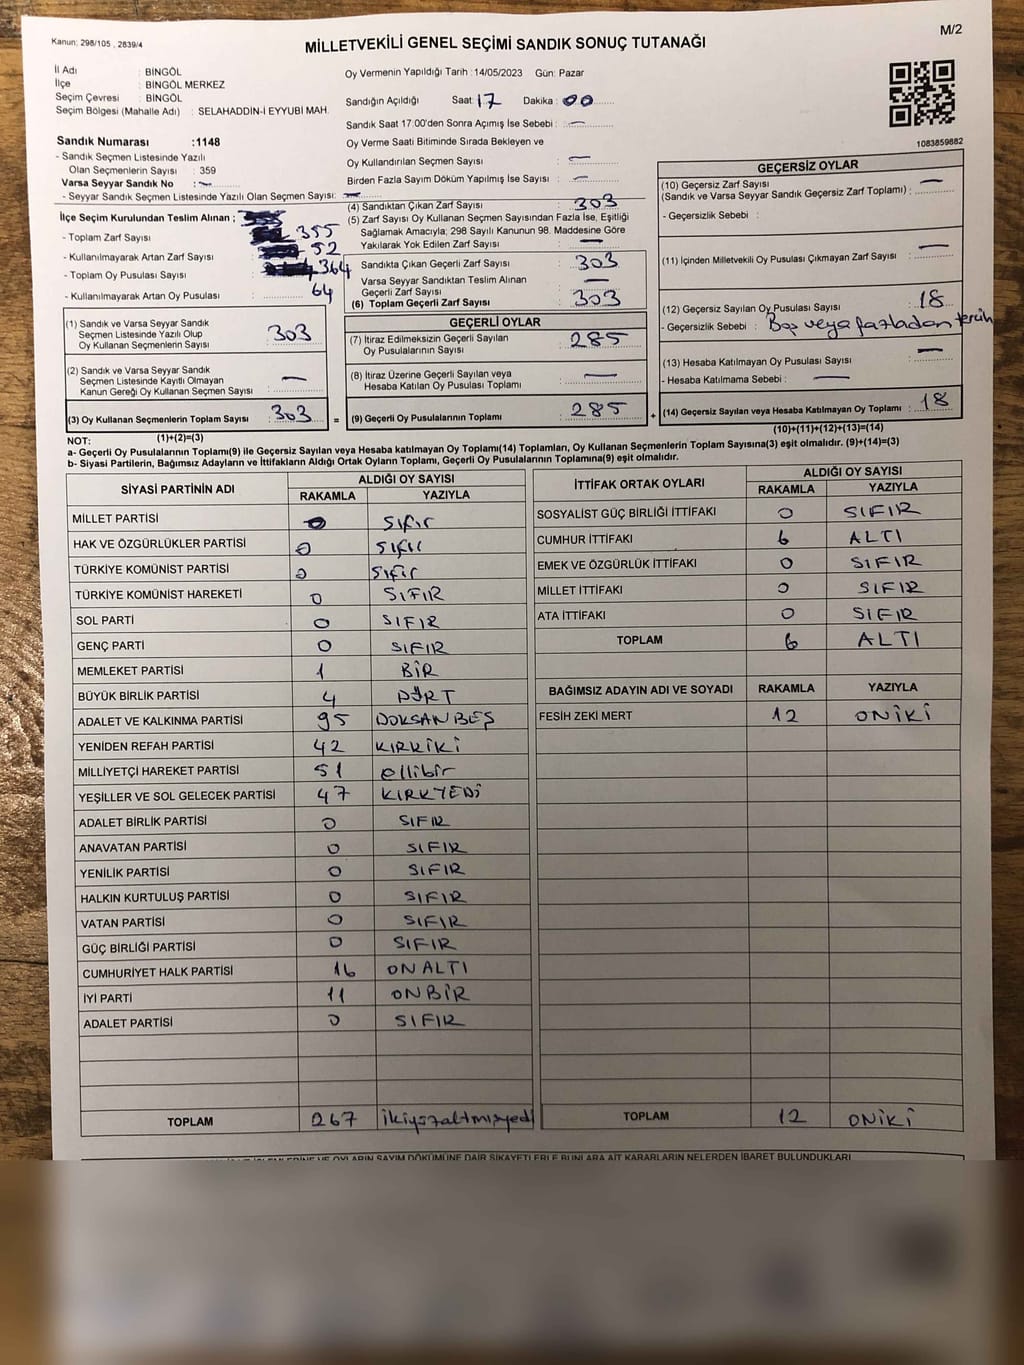 Kanun: 298/105 , 2839/4
M/2
MİLLETVEKİLİ GENEL SEÇİMİ SANDIK SONUÇ TUTANAĞI
İl Adı : BİNGÖL
İlçe : BİNGÖL MERKEZ
Seçim Çevresi : BİNGÖL
Seçim Bölgesi (Mahalle Adı) : SELAHADDİN-İ EYYUBİ MAH.
Sandık Numarası :1148
- Sandık Seçmen Listesinde Yazılı
Olan Seçmenlerin Sayısı : 359
Varsa Seyyar Sandık No : —
- Seyyar Sandık Seçmen Listesinde Yazılı Olan Seçmen Sayısı: —
Oy Vermenin Yapıldığı Tarih :14/05/2023 Gün: Pazar
Sandığın Açıldığı Saat: 17 Dakika : 00
Sandık Saat 17:00'den Sonra Açımış İse Sebebi : —
Oy Verme Saati Bitiminde Sırada Bekleyen ve
Oy Kullandırılan Seçmen Sayısı —
Birden Fazla Sayım Döküm Yapılmış İse Sayısı : —
1083859882
İlçe Seçim Kurulundan Teslim Alınan ;
- Toplam Zarf Sayısı 355
- Kullanılmayarak Artan Zarf Sayısı 52
- Toplam Oy Pusulası Sayısı 364
- Kullanılmayarak Artan Oy Pusulası 64
(1) Sandık ve Varsa Seyyar Sandık
Seçmen Listesinde Yazılı Olup
Oy Kullanan Seçmenlerin Sayısı 303
(2) Sandık ve Varsa Seyyar Sandık
Seçmen Listesinde Kayıtlı Olmayan
Kanun Gereği Oy Kullanan Seçmen Sayısı —
(3) Oy Kullanan Seçmenlerin Toplam Sayısı 303 =
(1)+(2)=(3)
(4) Sandıktan Çıkan Zarf Sayısı 303
(5) Zarf Sayısı Oy Kullanan Seçmen Sayısından Fazla İse, Eşitliği
Sağlamak Amacıyla; 298 Sayılı Kanunun 98. Maddesine Göre
Yakılarak Yok Edilen Zarf Sayısı —
Sandıkta Çıkan Geçerli Zarf Sayısı 303
Varsa Seyyar Sandıktan Teslim Alınan
Geçerli Zarf Sayısı —
(6) Toplam Geçerli Zarf Sayısı 303
GEÇERLİ OYLAR
(7) İtiraz Edilmeksizin Geçerli Sayılan
Oy Pusulalarının Sayısı 285
(8) İtiraz Üzerine Geçerli Sayılan veya
Hesaba Katılan Oy Pusulası Toplamı —
(9) Geçerli Oy Pusulalarının Toplamı 285 +
GEÇERSİZ OYLAR
(10) Geçersiz Zarf Sayısı —
(Sandık ve Varsa Seyyar Sandık Geçersiz Zarf Toplamı) :
- Geçersizlik Sebebi :
(11) İçinden Milletvekili Oy Pusulası Çıkmayan Zarf Sayısı —
(12) Geçersiz Sayılan Oy Pusulası Sayısı 18
- Geçersizlik Sebebi : Boş veya fazladan tercih
(13) Hesaba Katılmayan Oy Pusulası Sayısı —
- Hesaba Katılmama Sebebi : —
(14) Geçersiz Sayılan veya Hesaba Katılmayan Oy Toplamı : 18
(10)+(11)+(12)+(13)=(14)
NOT:
a- Geçerli Oy Pusulalarının Toplamı(9) ile Geçersiz Sayılan veya Hesaba katılmayan Oy Toplamı(14) Toplamları, Oy Kullanan Seçmenlerin Toplam Sayısına(3) eşit olmalıdır. (9)+(14)=(3)
b- Siyasi Partilerin, Bağımsız Adayların ve İttifakların Aldığı Ortak Oyların Toplamı, Geçerli Oy Pusulalarının Toplamına(9) eşit olmalıdır.
SİYASİ PARTİNİN ADI ALDIĞI OY SAYISI
RAKAMLA YAZIYLA
MİLLET PARTİSİ 0 Sıfır
HAK VE ÖZGÜRLÜKLER PARTİSİ 0 Sıfır
TÜRKİYE KOMÜNİST PARTİSİ 0 Sıfır
TÜRKİYE KOMÜNİST HAREKETİ 0 SIFIR
SOL PARTİ 0 SIFIR
GENÇ PARTİ 0 SIFIR
MEMLEKET PARTİSİ 1 BİR
BÜYÜK BİRLİK PARTİSİ 4 DÖRT
ADALET VE KALKINMA PARTİSİ 95 DOKSAN BEŞ
YENİDEN REFAH PARTİSİ 42 KIRKİKİ
MİLLİYETÇİ HAREKET PARTİSİ 51 ellibir
YEŞİLLER VE SOL GELECEK PARTİSİ 47 KIRKYEDİ
ADALET BİRLİK PARTİSİ 0 SIFIR
ANAVATAN PARTİSİ 0 SIFIR
YENİLİK PARTİSİ 0 SIFIR
HALKIN KURTULUŞ PARTİSİ 0 SIFIR
VATAN PARTİSİ 0 SIFIR
GÜÇ BİRLİĞİ PARTİSİ 0 SIFIR
CUMHURİYET HALK PARTİSİ 16 ONALTI
İYİ PARTİ 11 ONBİR
ADALET PARTİSİ 0 SIFIR
TOPLAM 267 ikiyüzaltmışyedi
İTTİFAK ORTAK OYLARI ALDIĞI OY SAYISI
RAKAMLA YAZIYLA
SOSYALİST GÜÇ BİRLİĞİ İTTİFAKI 0 SIFIR
CUMHUR İTTİFAKI 6 ALTI
EMEK VE ÖZGÜRLÜK İTTİFAKI 0 SIFIR
MİLLET İTTİFAKI 0 SIFIR
ATA İTTİFAKI 0 SIFIR
TOPLAM 6 ALTI
BAĞIMSIZ ADAYIN ADI VE SOYADI RAKAMLA YAZIYLA
FESİH ZEKİ MERT 12 ONİKİ
TOPLAM 12 ONİKİ
VE OYLARIN SAYIM DÖKÜMÜNE DAİR ŞİKAYETLERLE BUNLARA AİT KARARLARIN NELERDEN İBARET BULUNDUKLARI